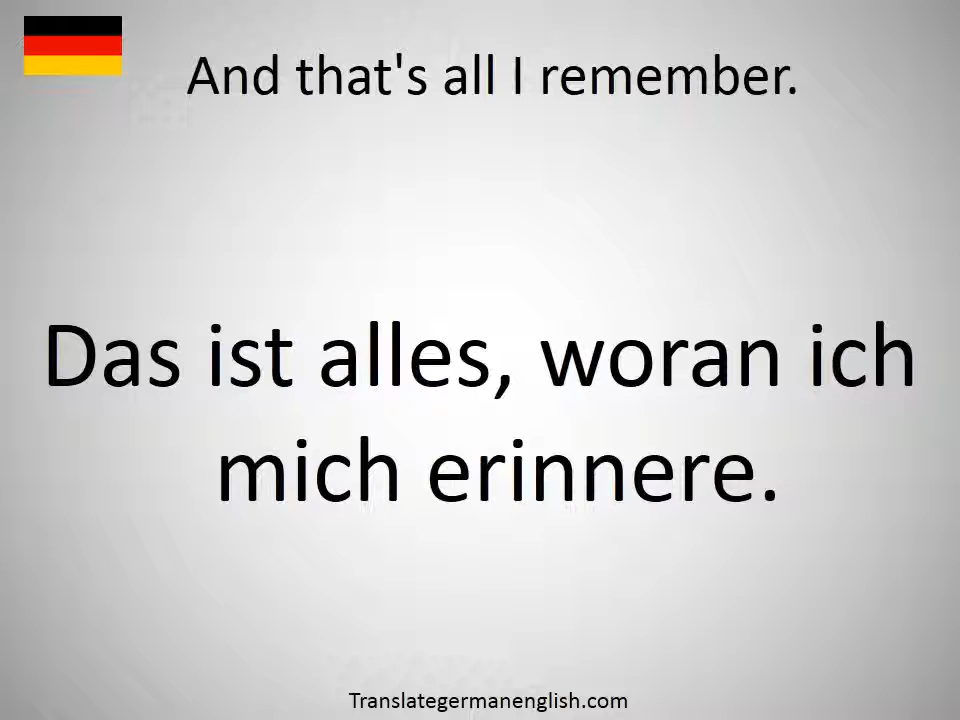 And that's all I remember.
Das ist alles, woran ich
mich erinnere.
Translategermanenglish.com